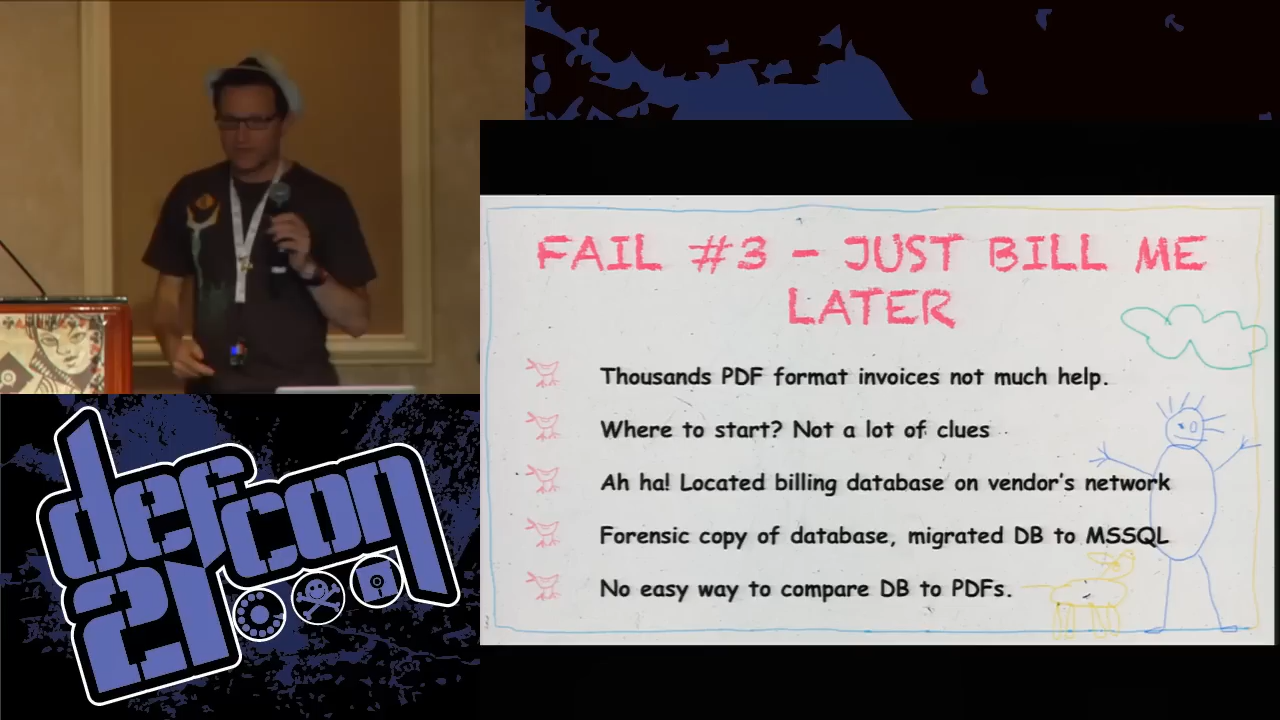 FAIL #3 - JUST BILL ME
LATER
Thousands PDF format invoices not much help.
Where to start? Not a lot of clues
Ah ha! Located billing database on vendor's network
Forensic copy of database, migrated DB to MSSQL
No easy way to compare DB to PDFs.
defcon
21